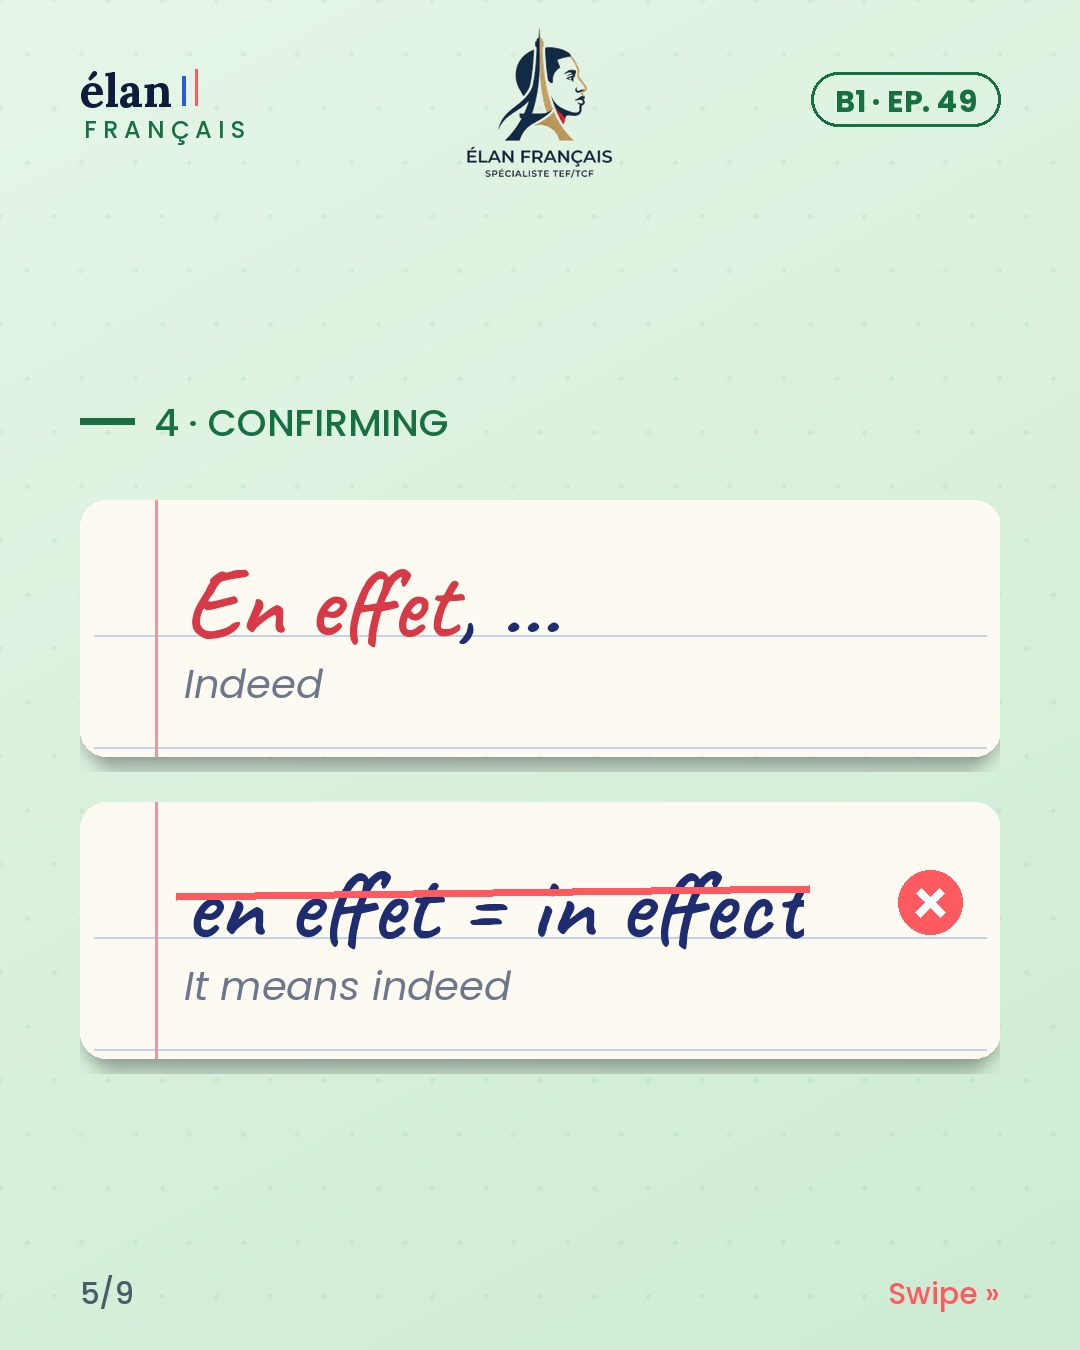 élan
FRANÇAIS
ÉLAN FRANÇAIS
SPÉCIALISTE TEF/TCF
B1 · EP. 49
4 · CONFIRMING
En effet, ...
Indeed
en effet = in effect
It means indeed
5/9
Swipe »